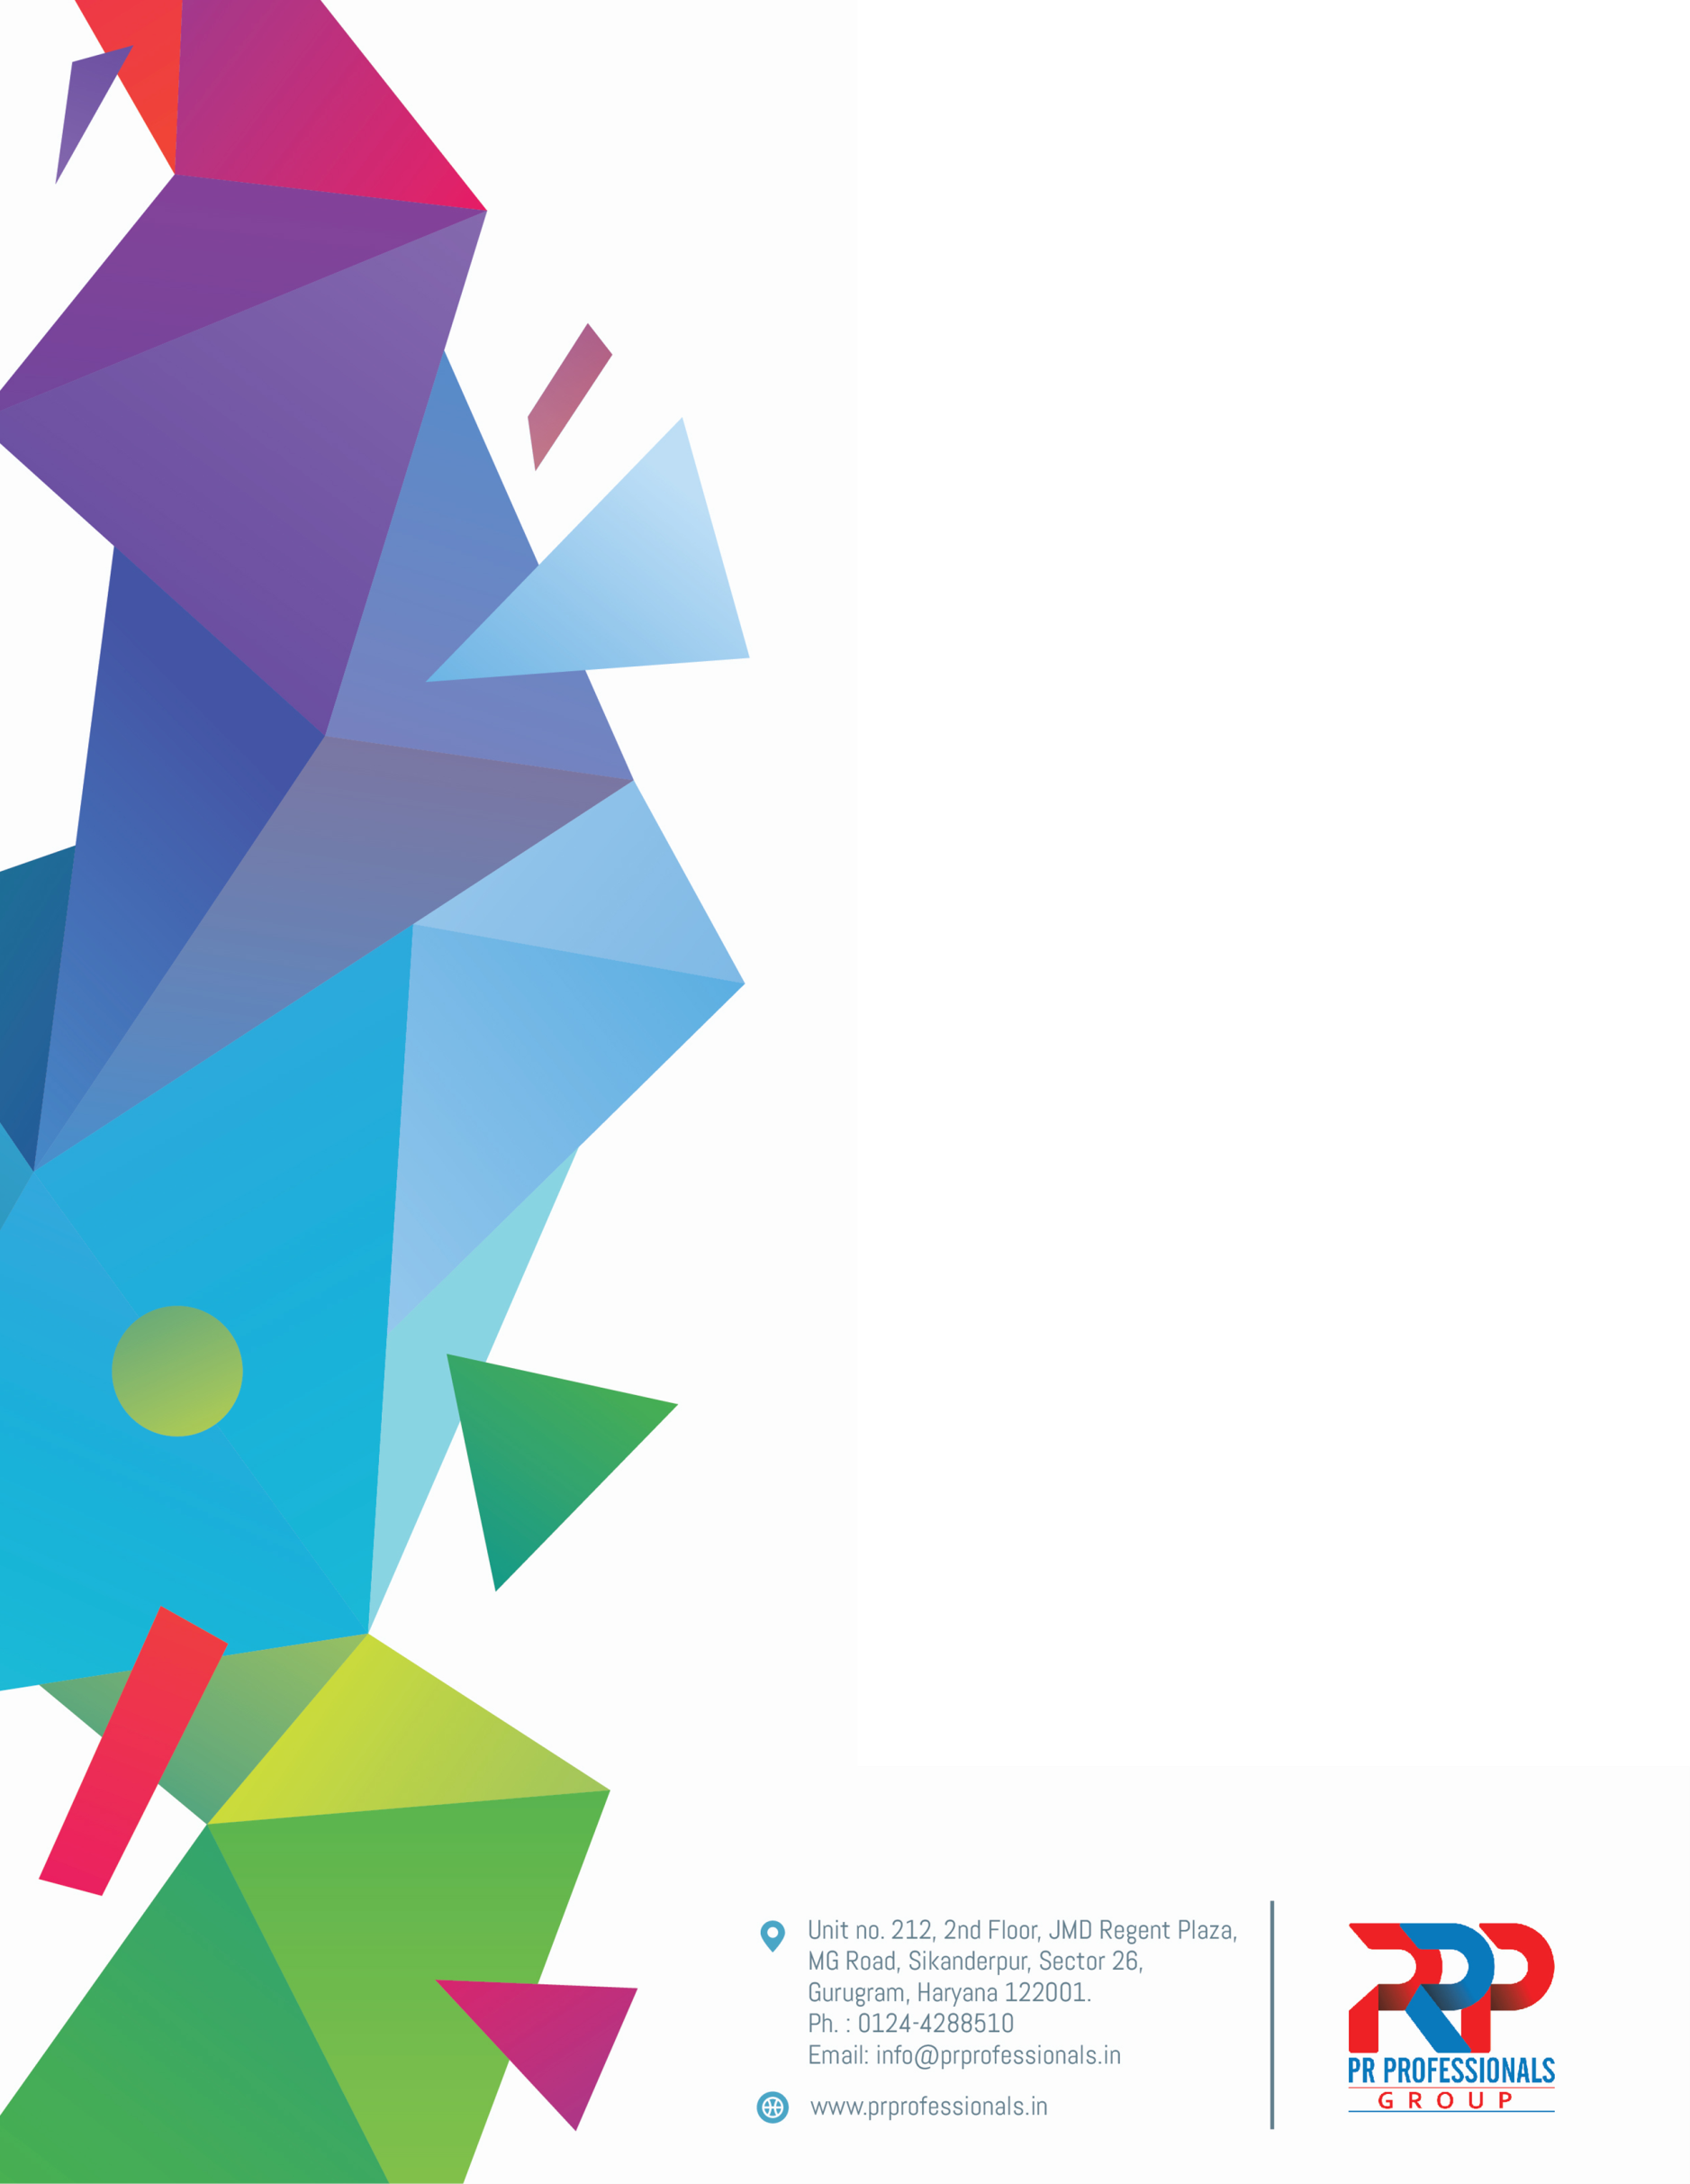 Unit no. 212, 2nd Floor, JMD Regent Plaza,
MG Road, Sikanderpur, Sector 26,
Gurugram, Haryana 122001.
Ph. : 0124-4288510
Email: info@prprofessionals.in
www.prprofessionals.in
PRP
PR PROFESSIONALS
GROUP